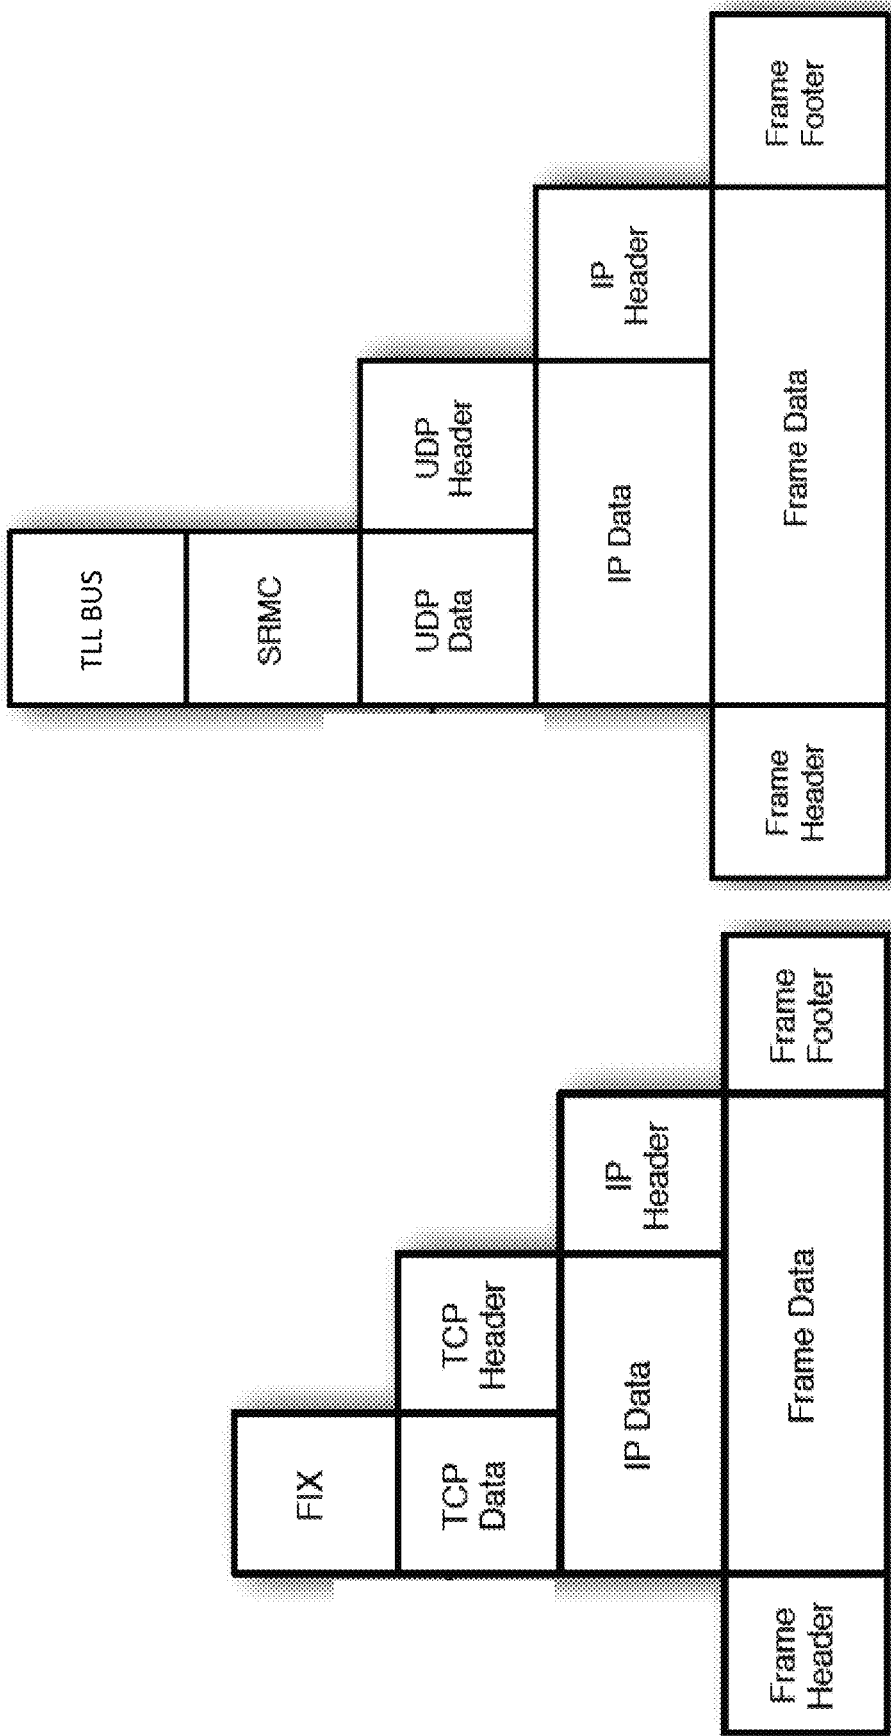 FIX
TCP
Data
TCP
Header
IP Data
IP
Header
Frame
Header
Frame Data
Frame
Footer
TLL BUS
SRMC
UDP
Data
UDP
Header
IP Data
IP
Header
Frame
Header
Frame Data
Frame
Footer